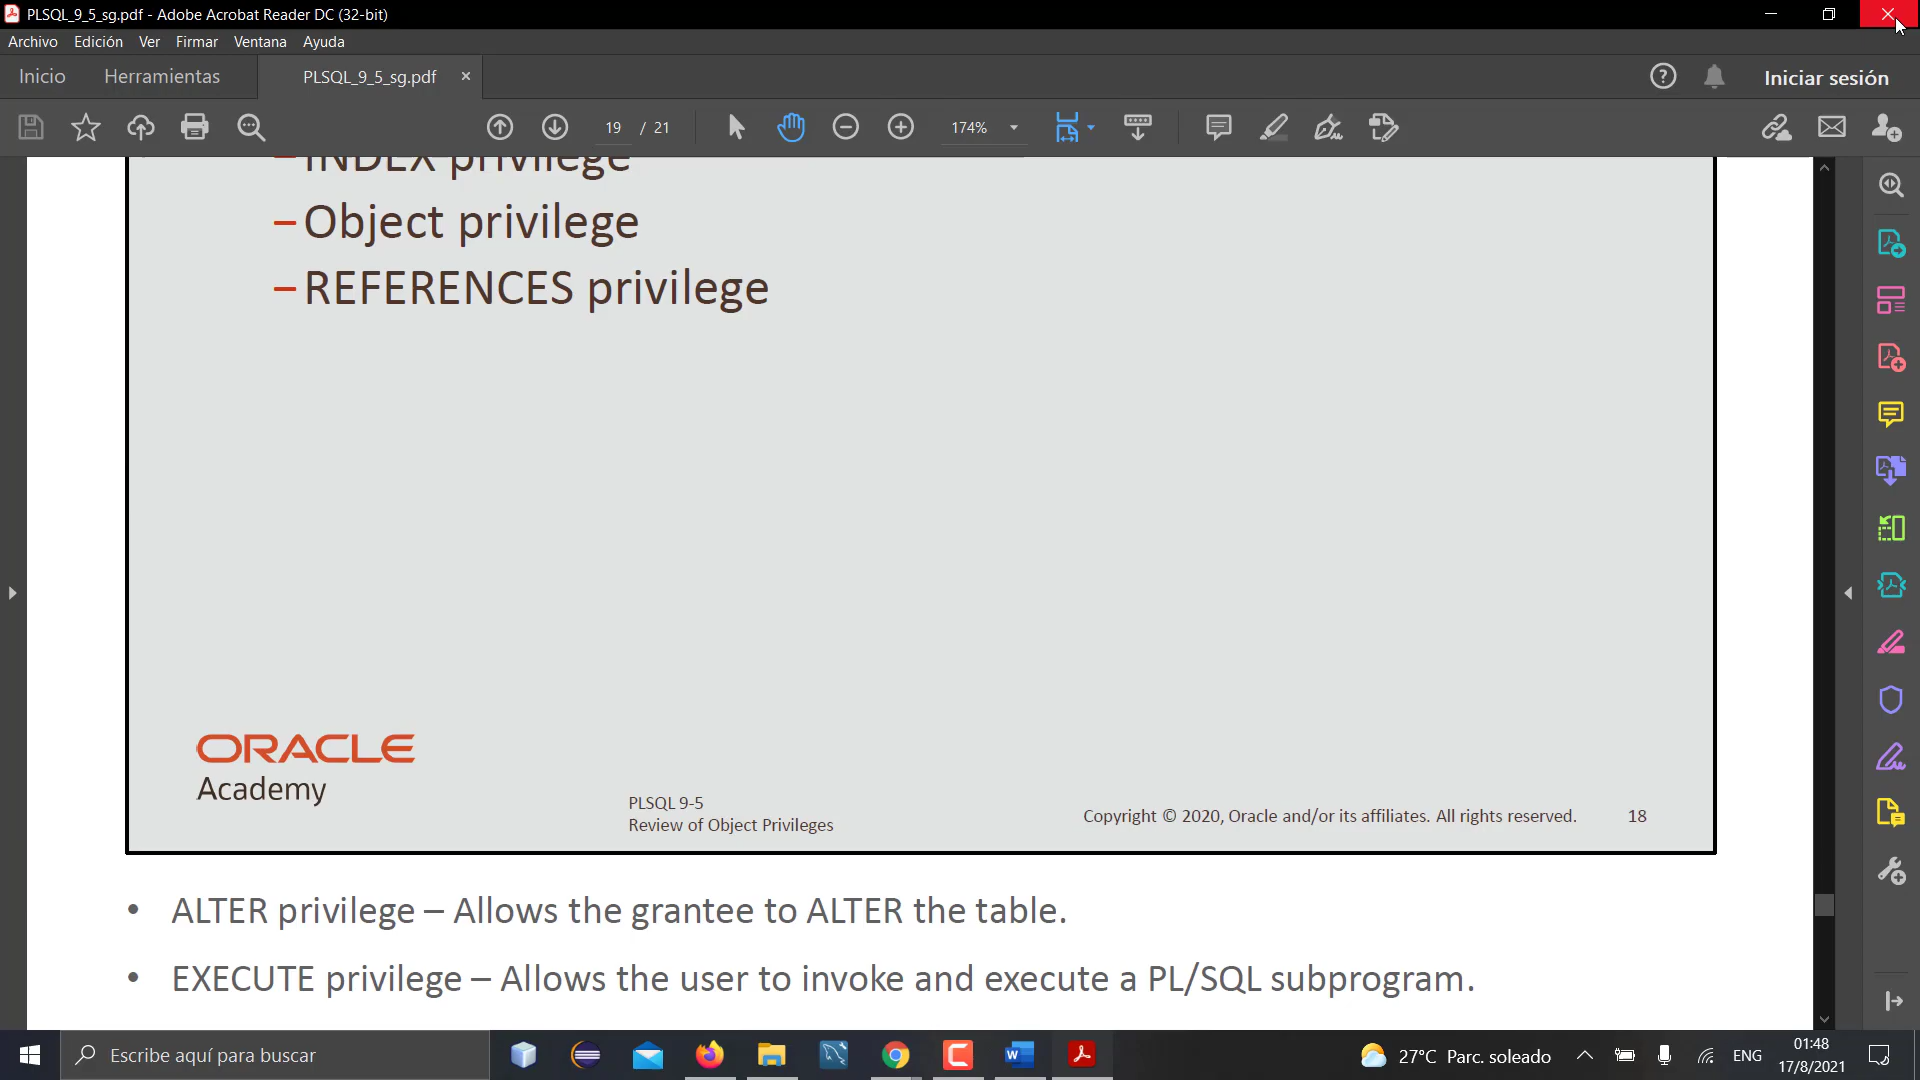 PLSQL_9_5_sg.pdf - Adobe Acrobat Reader DC (32-bit)
Archivo Edición Ver Firmar Ventana Ayuda
Inicio Herramientas PLSQL_9_5_sg.pdf Iniciar sesión
19 / 21 174%
– INDEX privilege
– Object privilege
– REFERENCES privilege
ORACLE
Academy
PLSQL 9-5
Review of Object Privileges
Copyright © 2020, Oracle and/or its affiliates. All rights reserved. 18
• ALTER privilege – Allows the grantee to ALTER the table.
• EXECUTE privilege – Allows the user to invoke and execute a PL/SQL subprogram.
Escribe aquí para buscar
27°C Parc. soleado
ENG
01:48
17/8/2021